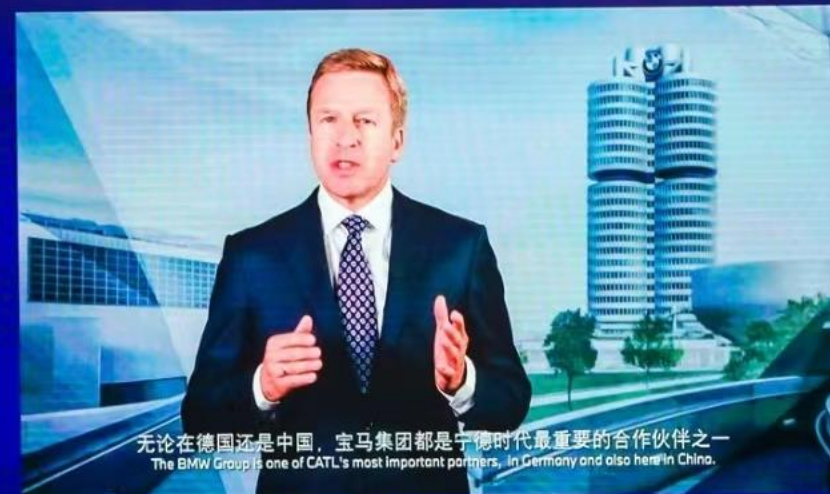 无论在德国还是中国，宝马集团都是宁德时代最重要的合作伙伴之一
The BMW Group is one of CATL's most important partners, in Germany and also here in China.